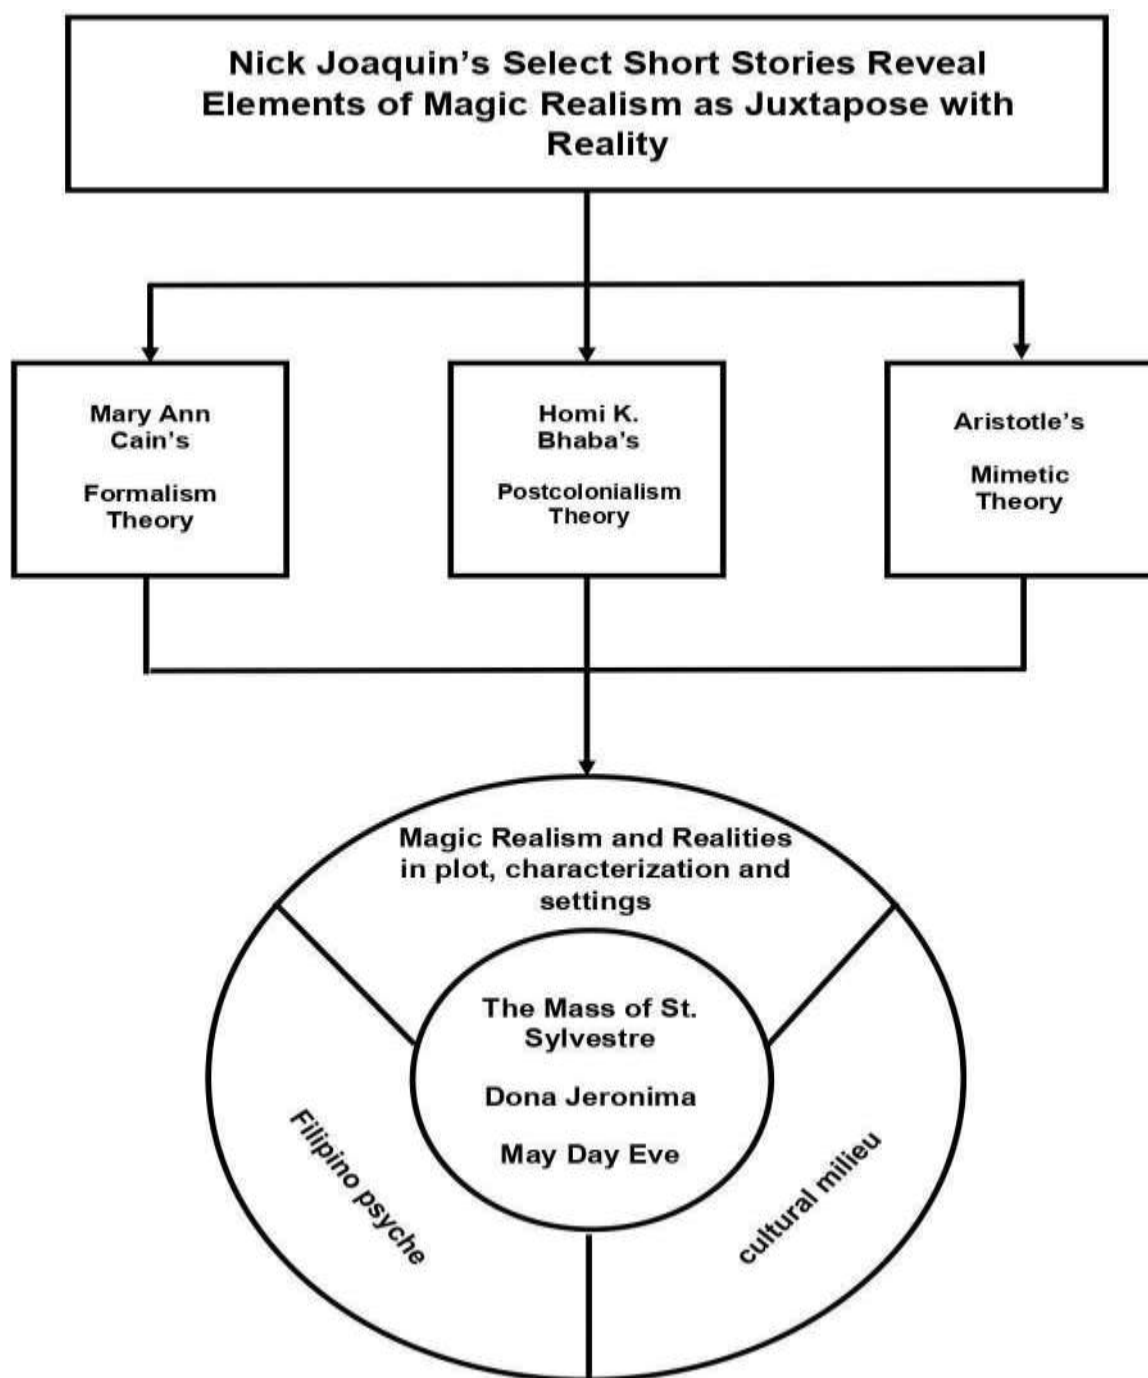 Nick Joaquin's Select Short Stories Reveal
Elements of Magic Realism as Juxtapose with
Reality
Mary Ann
Cain's
Formalism
Theory
Homi K.
Bhaba's
Postcolonialism
Theory
Aristotle's
Mimetic
Theory
Magic Realism and Realities
in plot, characterization and
settings
The Mass of St.
Sylvestre
Dona Jeronima
May Day Eve
Filipino psyche
cultural milieu